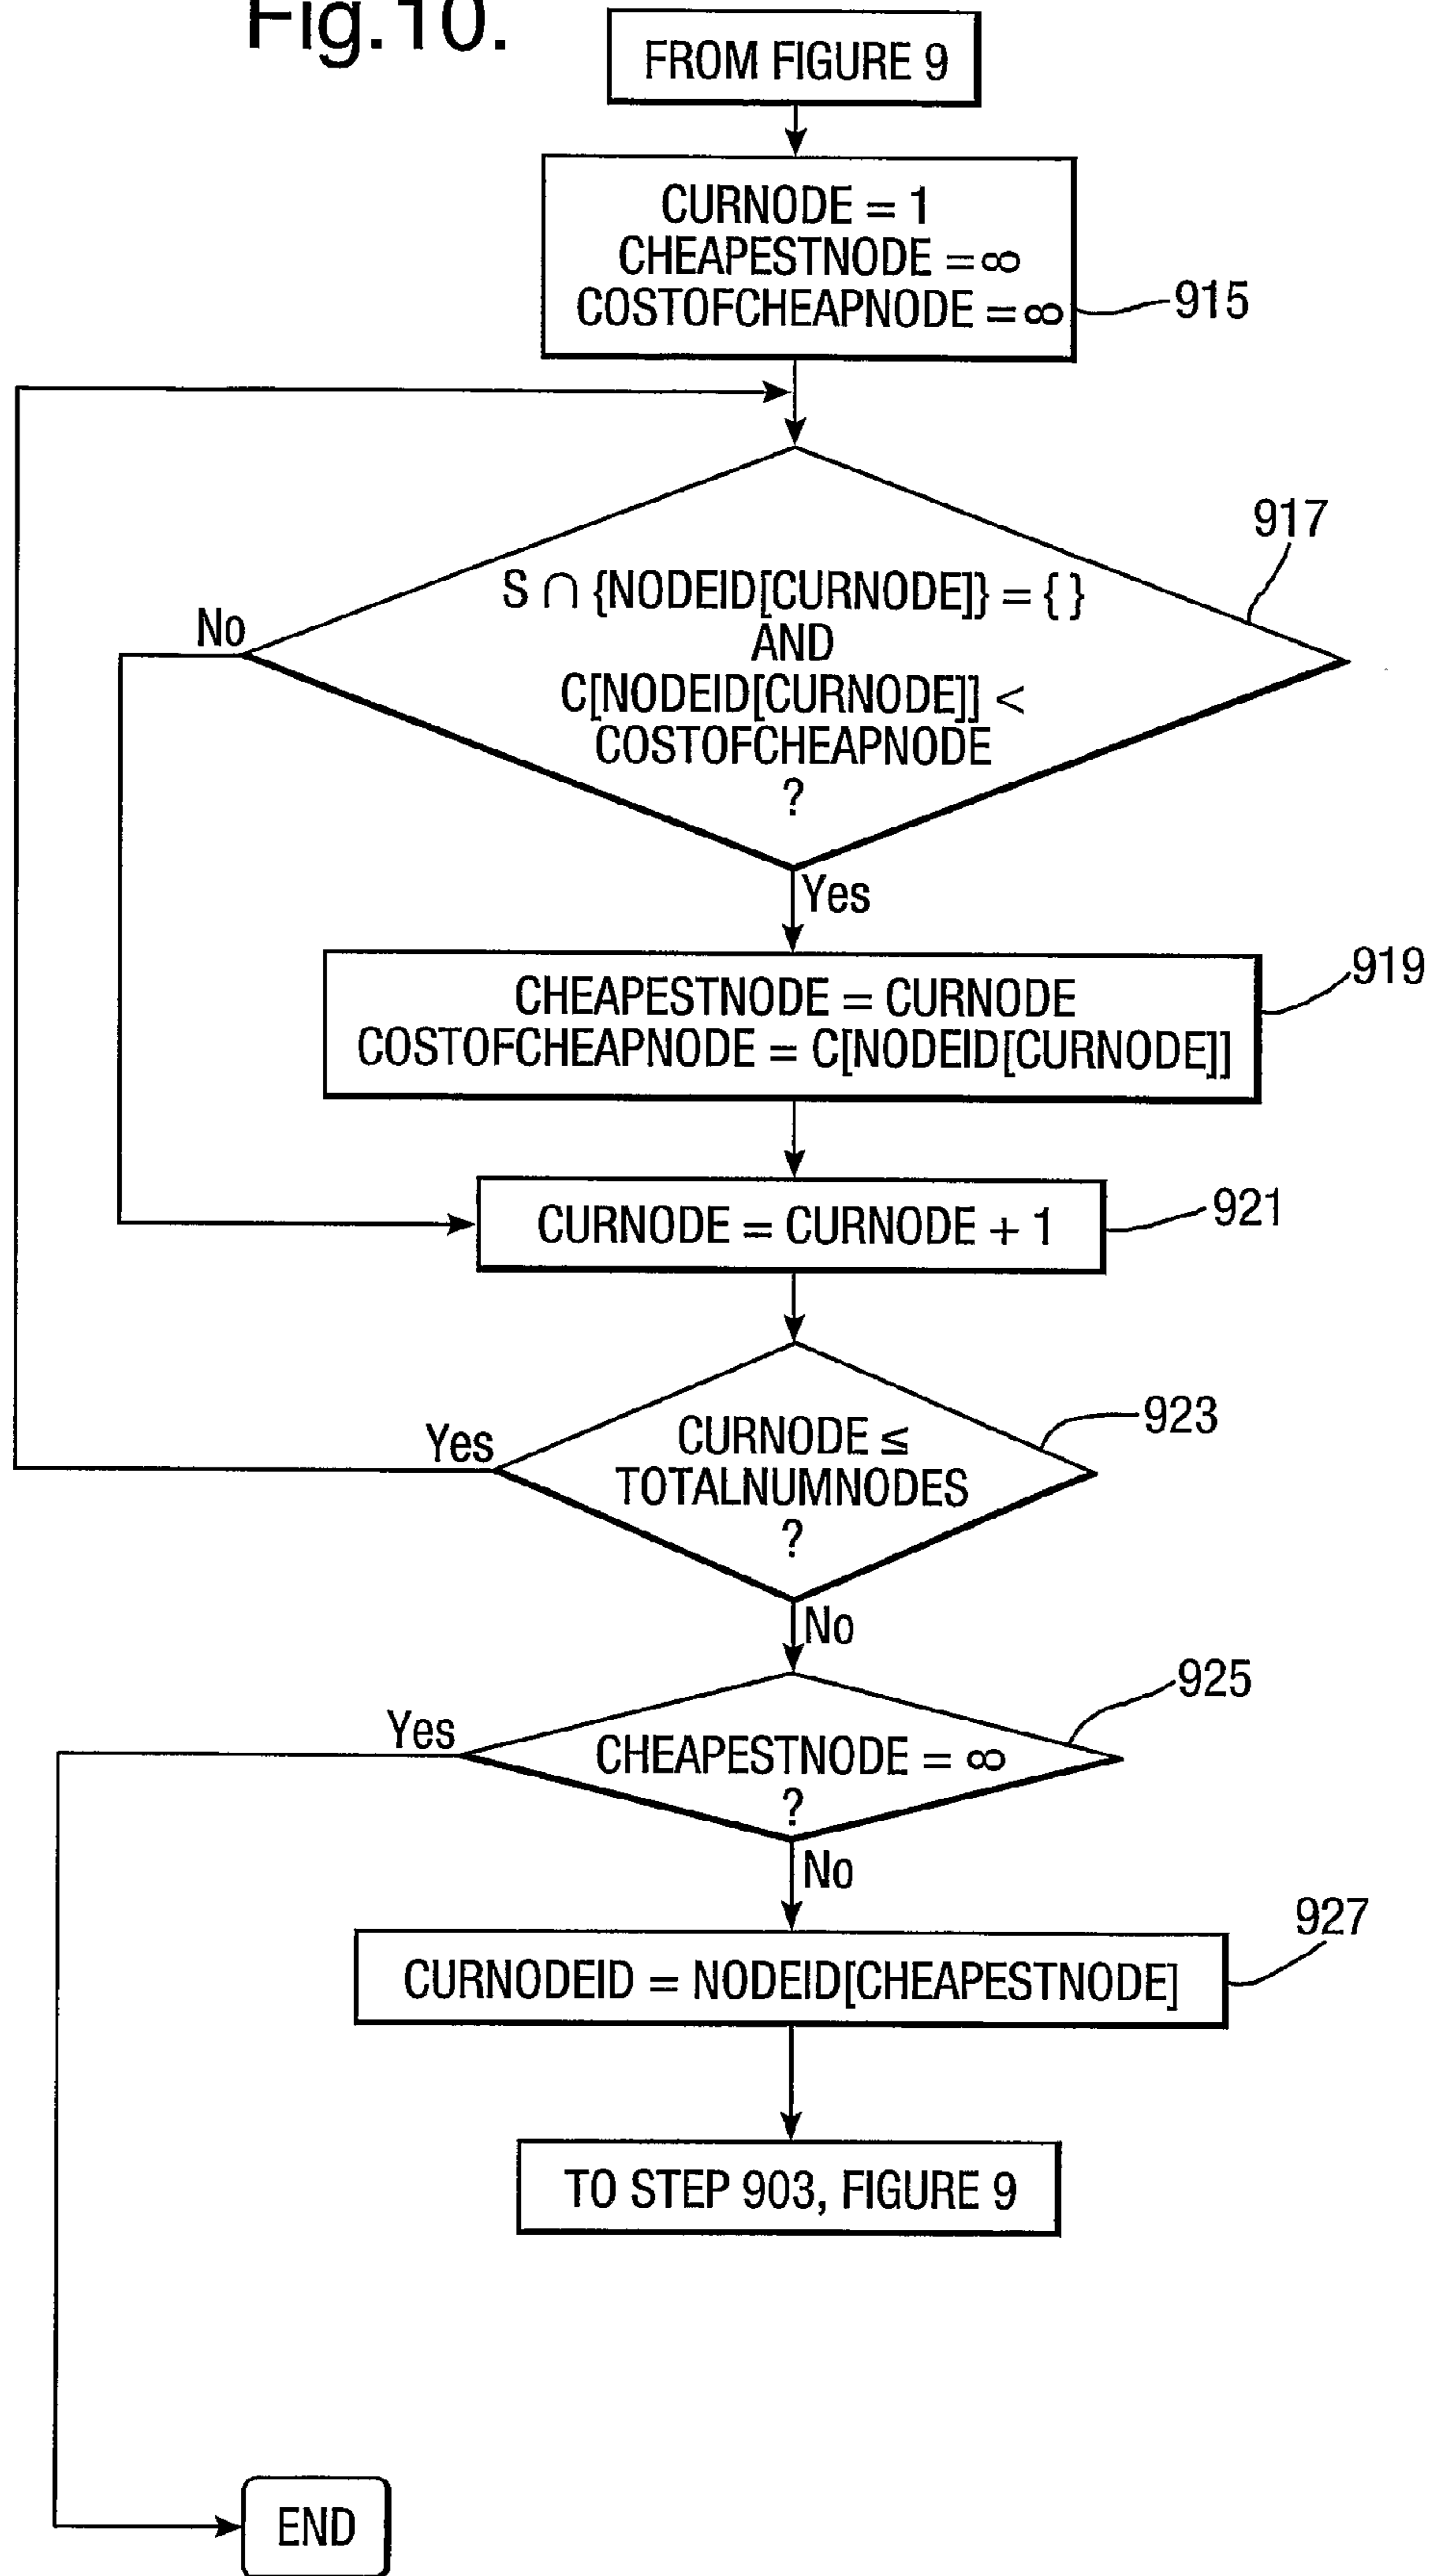 Fig.10.
FROM FIGURE 9
CURNODE = 1
CHEAPESTNODE = ∞
COSTOFCHEAPNODE = ∞
915
917
S ∩ {NODEID[CURNODE]} = { }
AND
C[NODEID[CURNODE]] <
COSTOFCHEAPNODE
?
No
Yes
919
CHEAPESTNODE = CURNODE
COSTOFCHEAPNODE = C[NODEID[CURNODE]]
921
CURNODE = CURNODE + 1
923
CURNODE ≤
TOTALNUMNODES
?
Yes
No
925
CHEAPESTNODE = ∞
?
Yes
No
927
CURNODEID = NODEID[CHEAPESTNODE]
TO STEP 903, FIGURE 9
END